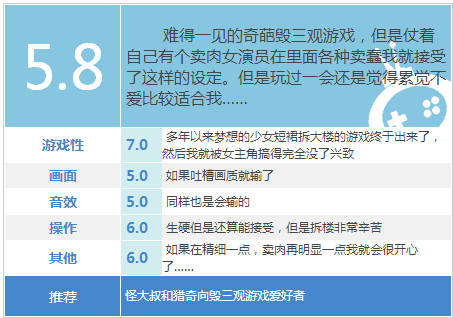 5.8
难得一见的奇葩毁三观游戏，但是仗着
自己有个卖肉女演员在里面各种卖蠢我就接受
了这样的设定。但是玩过一会还是觉得累觉不
爱比较适合我......
游戏性 7.0 多年以来梦想的少女短裙拆大楼的游戏终于出来了，
然后我就被女主角搞得完全没了兴致
画面 5.0 如果吐槽画质就输了
音效 5.0 同样也是会输的
操作 6.0 生硬但是还算能接受，但是拆楼非常辛苦
其他 6.0 如果在精细一点，卖肉再明显一点我就会很开心
了......
推荐 怪大叔和猎奇向毁三观游戏爱好者